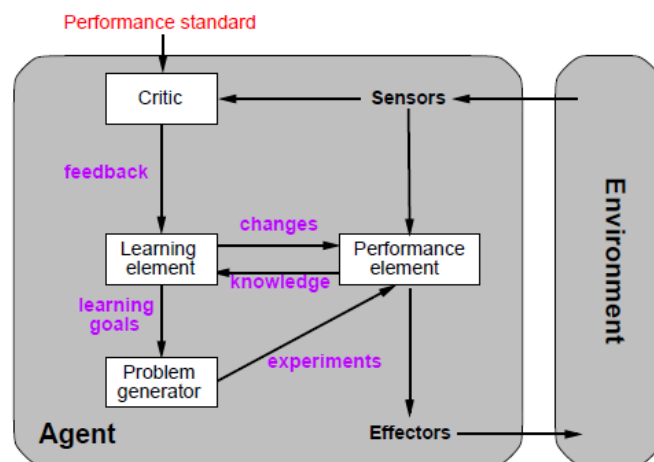 Performance standard
Critic
Sensors
feedback
changes
Learning
element
Performance
element
knowledge
learning
goals
experiments
Problem
generator
Agent
Effectors
Environment